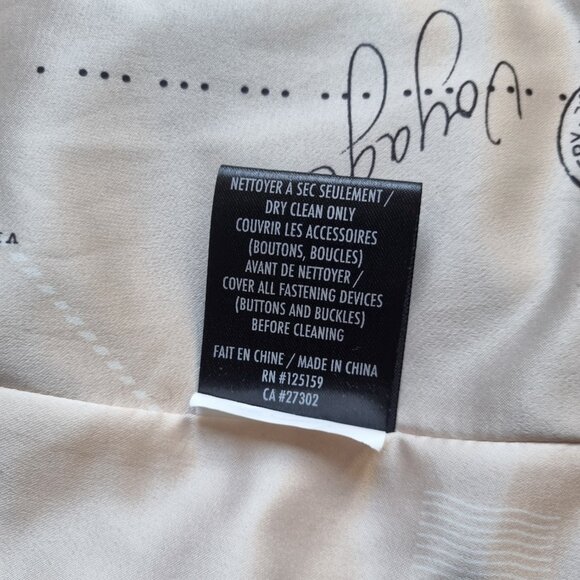 Voyage
NETTOYER A SEC SEULEMENT /
DRY CLEAN ONLY
COUVRIR LES ACCESSOIRES
(BOUTONS, BOUCLES)
AVANT DE NETTOYER /
COVER ALL FASTENING DEVICES
(BUTTONS AND BUCKLES)
BEFORE CLEANING
FAIT EN CHINE / MADE IN CHINA
RN #125159
CA #27302